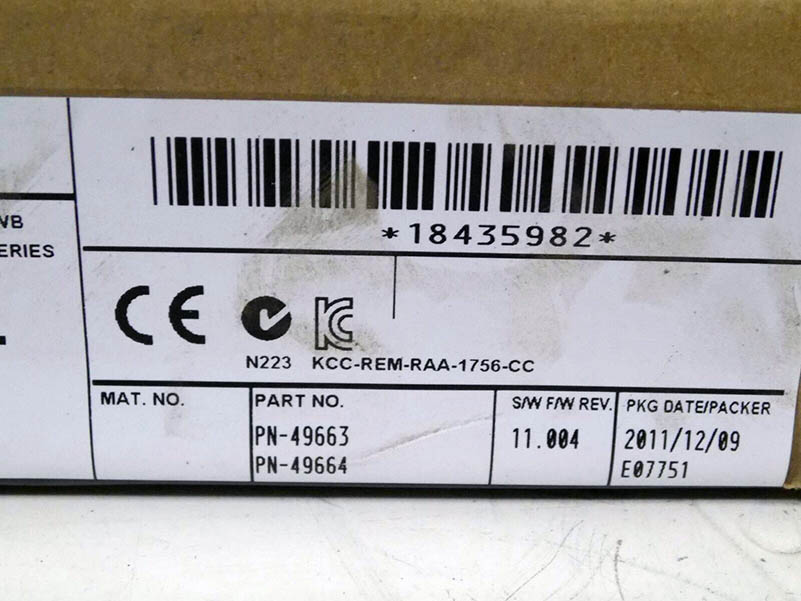 *18435982*
WB
ERIES
CE
KC
N223 KCC-REM-RAA-1756-CC
MAT. NO.
PART NO.
PN-49663
PN-49664
S/W F/W REV.
11.004
PKG DATE/PACKER
2011/12/09
E07751